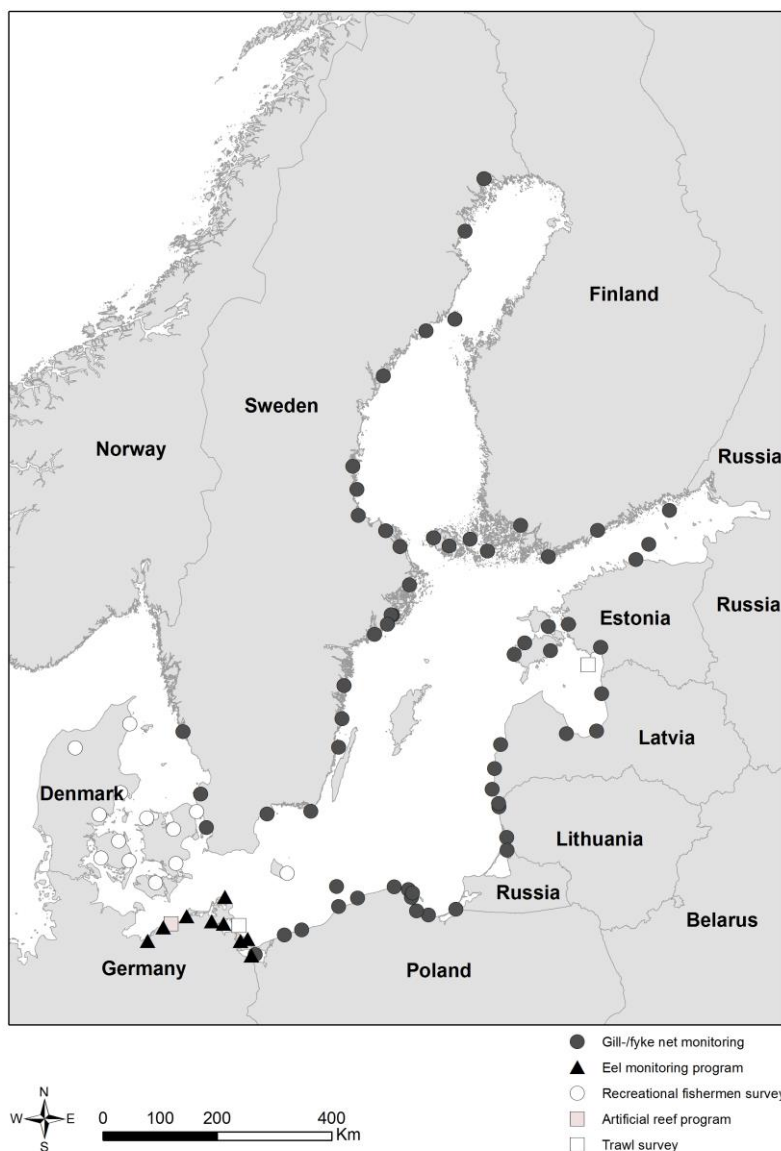 Finland
Sweden
Norway
Russia
Estonia
Russia
Latvia
Denmark
Lithuania
Russia
Belarus
Germany
Poland
Gill-/fyke net monitoring
Eel monitoring program
Recreational fishermen survey
Artificial reef program
Trawl survey
N
W E
S
0 100 200 400
Km